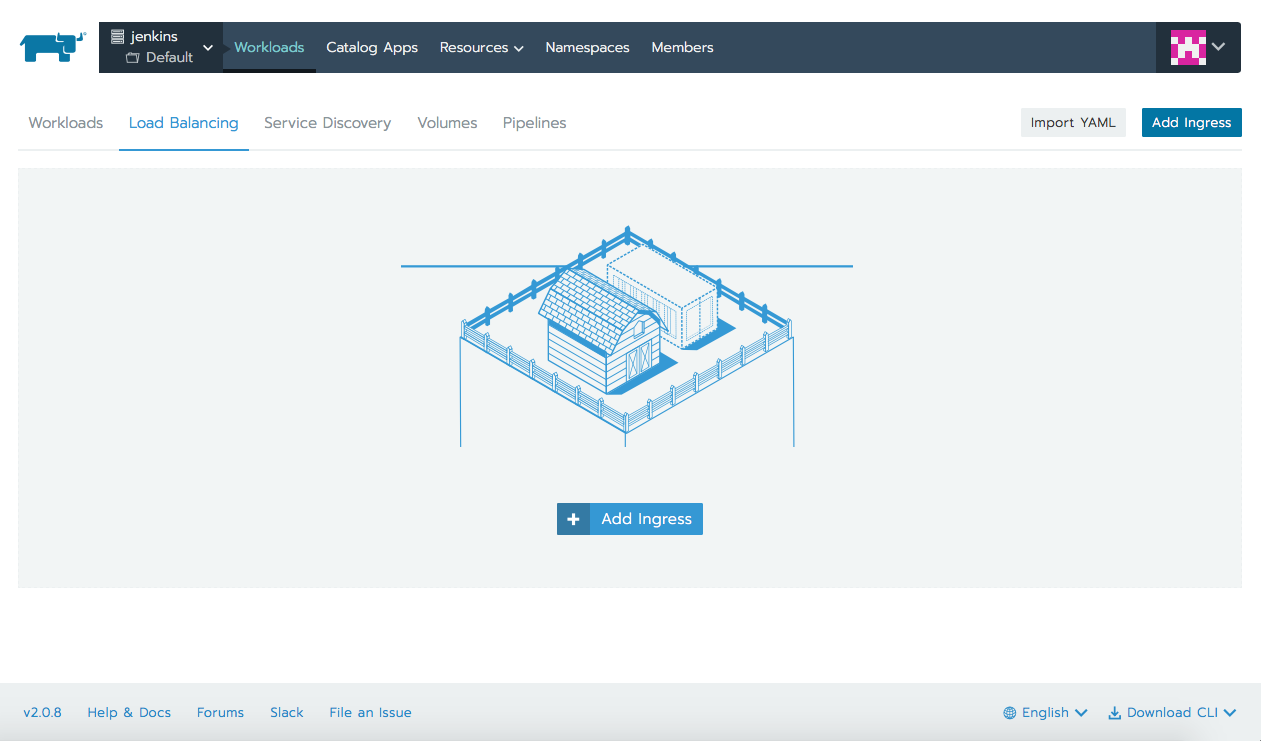 jenkins
Default
Workloads Catalog Apps Resources Namespaces Members
Workloads Load Balancing Service Discovery Volumes Pipelines Import YAML Add Ingress
+ Add Ingress
v2.0.8 Help & Docs Forums Slack File an Issue English Download CLI